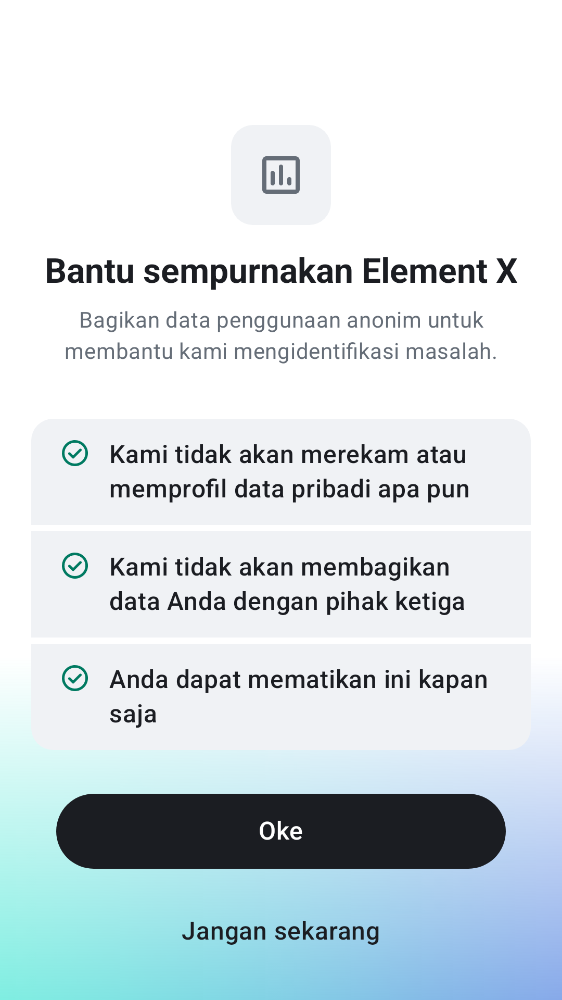 Bantu sempurnakan Element X
Bagikan data penggunaan anonim untuk
membantu kami mengidentifikasi masalah.
Kami tidak akan merekam atau
memprofil data pribadi apa pun
Kami tidak akan membagikan
data Anda dengan pihak ketiga
Anda dapat mematikan ini kapan
saja
Oke
Jangan sekarang